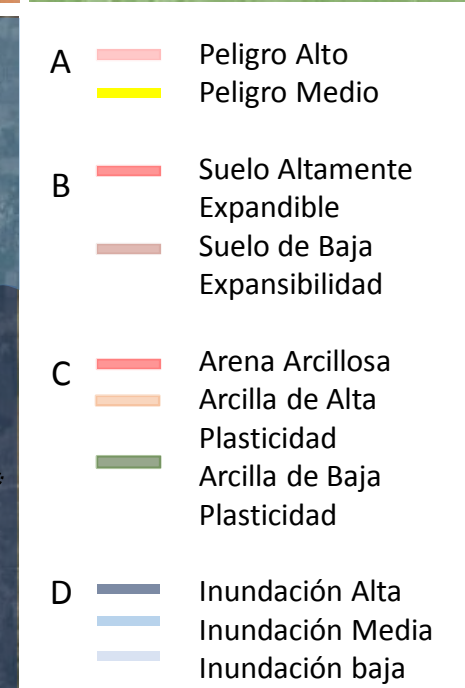 A Peligro Alto
Peligro Medio
B Suelo Altamente
Expandible
Suelo de Baja
Expansibilidad
C Arena Arcillosa
Arcilla de Alta
Plasticidad
Arcilla de Baja
Plasticidad
D Inundación Alta
Inundación Media
Inundación baja